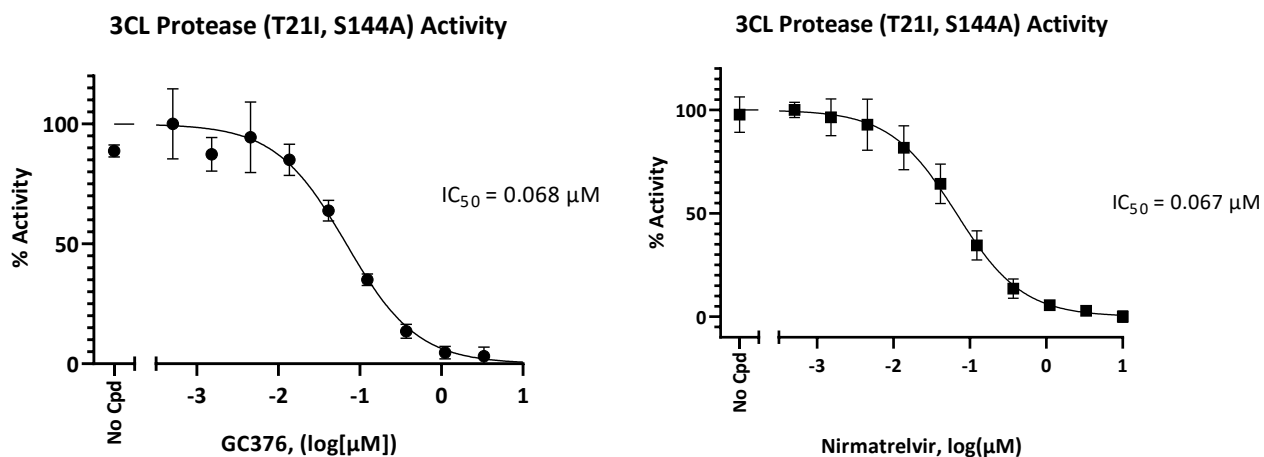 3CL Protease (T21I, S144A) Activity
% Activity
100
50
0
IC50 = 0.068 µM
No Cpd
-3 -2 -1 0 1
GC376, (log[µM])
3CL Protease (T21I, S144A) Activity
% Activity
100
50
0
IC50 = 0.067 µM
No Cpd
-3 -2 -1 0 1
Nirmatrelvir, log(µM)